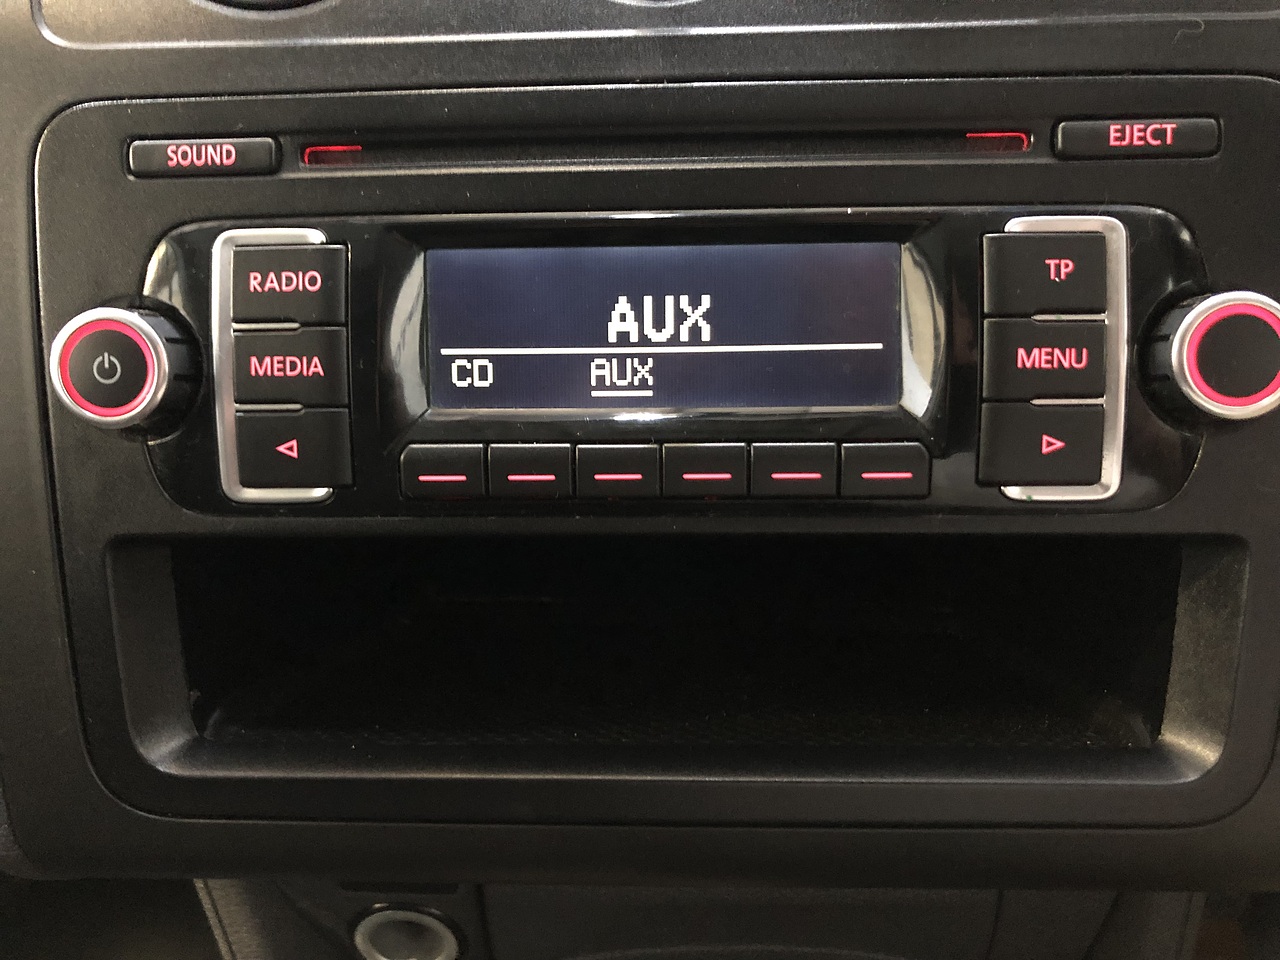 SOUND
EJECT
RADIO
TP
AUX
MEDIA
CD AUX
MENU